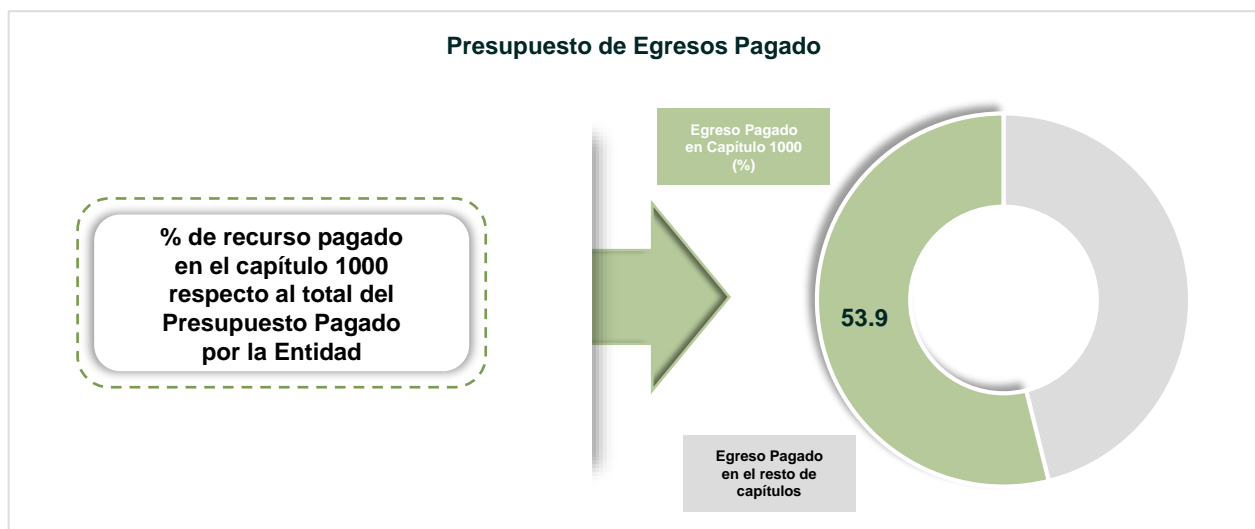 Presupuesto de Egresos Pagado
Egreso Pagado
en Capítulo 1000
(%)
% de recurso pagado
en el capítulo 1000
respecto al total del
Presupuesto Pagado
por la Entidad
53.9
Egreso Pagado
en el resto de
capítulos